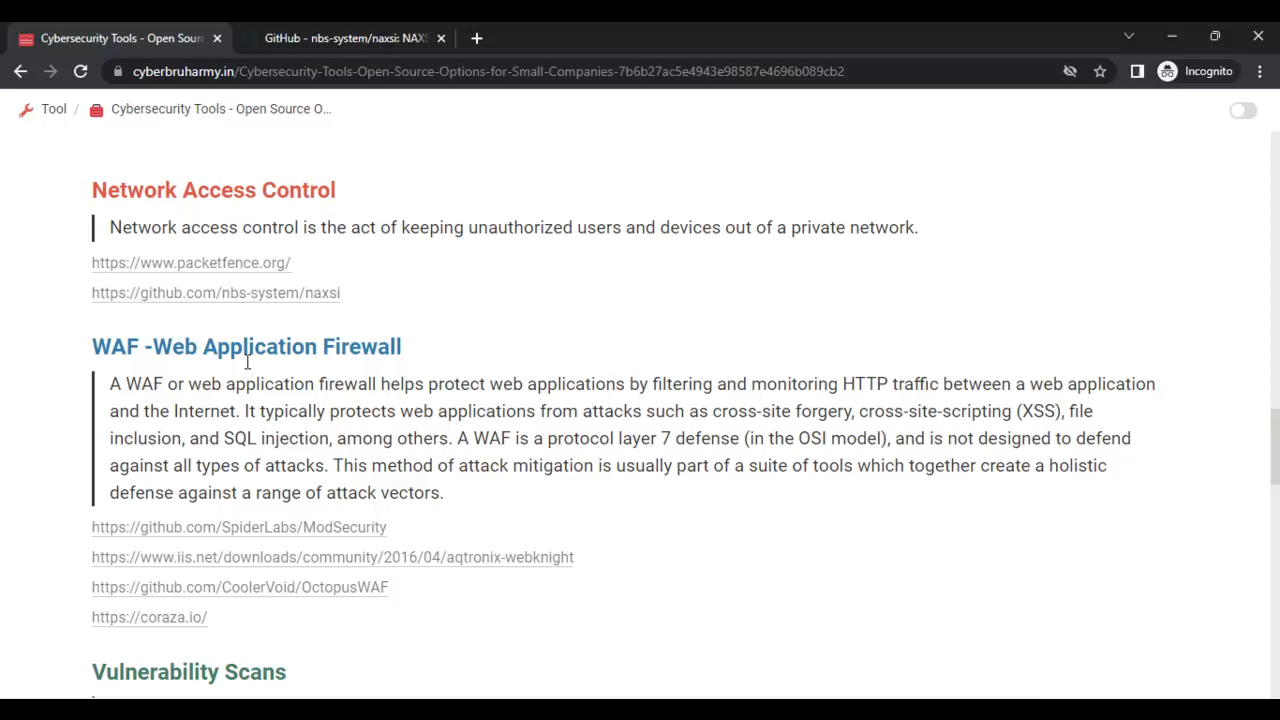 Cybersecurity Tools - Open Sour
GitHub - nbs-system/naxsi: NAXS
cyberbruharmy.in/Cybersecurity-Tools-Open-Source-Options-for-Small-Companies-7b6b27ac5e4943e98587e4696b089cb2
Incognito
Tool / Cybersecurity Tools - Open Source O...
Network Access Control
Network access control is the act of keeping unauthorized users and devices out of a private network.
https://www.packetfence.org/
https://github.com/nbs-system/naxsi
WAF -Web Application Firewall
A WAF or web application firewall helps protect web applications by filtering and monitoring HTTP traffic between a web application
and the Internet. It typically protects web applications from attacks such as cross-site forgery, cross-site-scripting (XSS), file
inclusion, and SQL injection, among others. A WAF is a protocol layer 7 defense (in the OSI model), and is not designed to defend
against all types of attacks. This method of attack mitigation is usually part of a suite of tools which together create a holistic
defense against a range of attack vectors.
https://github.com/SpiderLabs/ModSecurity
https://www.iis.net/downloads/community/2016/04/aqtronix-webknight
https://github.com/CoolerVoid/OctopusWAF
https://coraza.io/
Vulnerability Scans